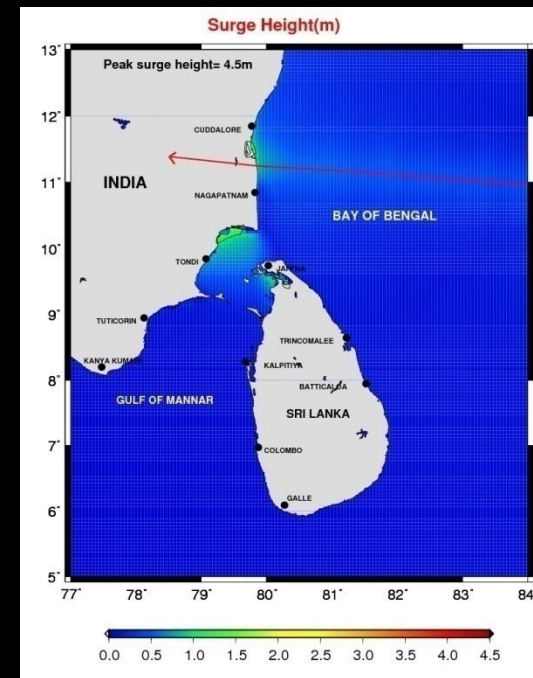 Surge Height(m)
13˚
Peak surge height= 4.5m
12˚
CUDDALORE
11˚
INDIA
NAGAPATNAM
BAY OF BENGAL
10˚
TONDI
JAFFNA
9˚
TUTICORIN
TRINCOMALEE
KANYA KUMARI
KALPITIYA
8˚
BATTICALOA
GULF OF MANNAR
SRI LANKA
7˚
COLOMBO
GALLE
6˚
5˚
77˚ 78˚ 79˚ 80˚ 81˚ 82˚ 83˚ 84
0.0 0.5 1.0 1.5 2.0 2.5 3.0 3.5 4.0 4.5